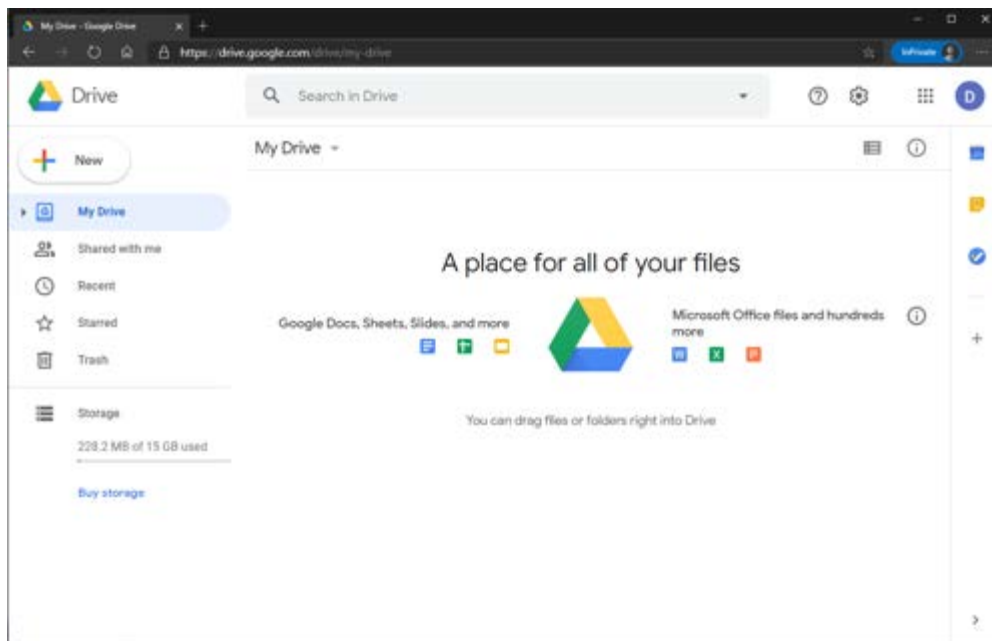 My Drive - Google Drive
https://drive.google.com/drive/my-drive
InPrivate
Drive
Search in Drive
D
New
My Drive
My Drive
Shared with me
Recent
Starred
Trash
Storage
228.2 MB of 15 GB used
Buy storage
A place for all of your files
Google Docs, Sheets, Slides, and more
Microsoft Office files and hundreds
more
W X P
You can drag files or folders right into Drive